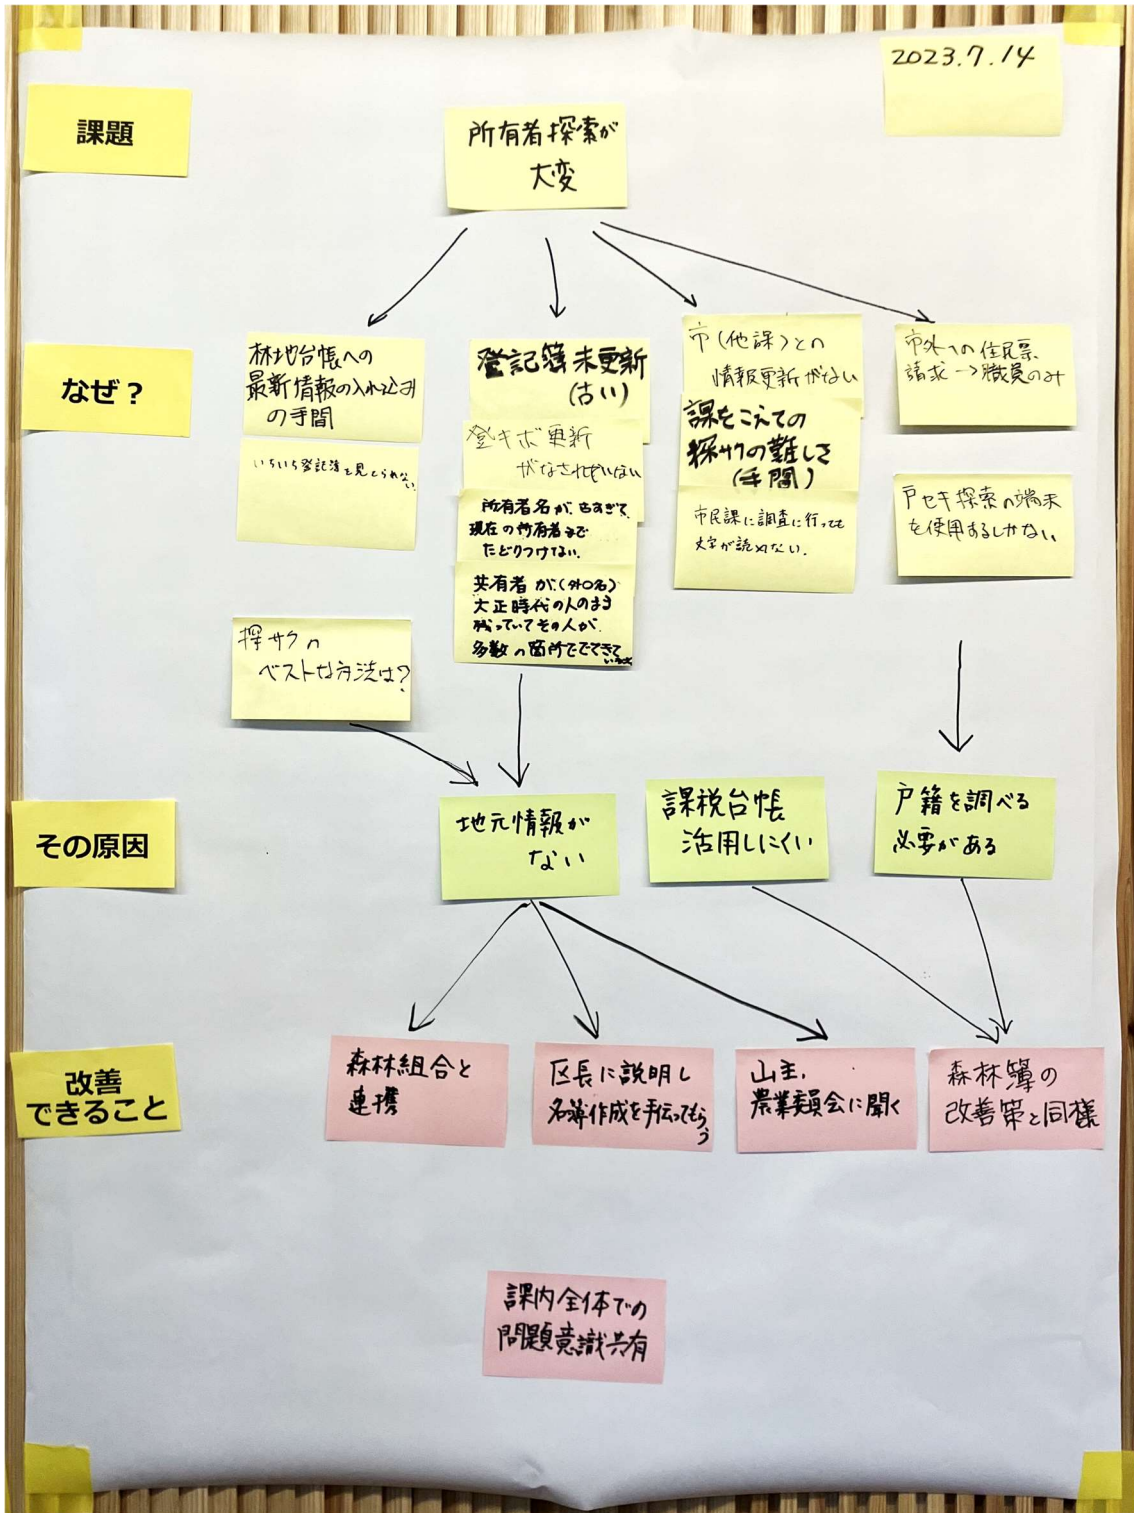 2023.7.14
課題
所有者探索が
大変
なぜ?
林地台帳への
最新情報の入れ込み
の手間
いちいち登記簿を見とられない
登記簿未更新
(古い)
登キボ更新
がなされていない
所有者名が、古すぎて、
現在の所有者まで
たどりつけない。
共有者が、(外〇名)
大正時代の人のまま
残っていてその人が、
多数の箇所ででてきて
市(他課)との
情報更新がない
課をこえての
探サクの難しさ
(手間)
市民課に調査に行っても
文字が読めない.
市外への住民票
請求→職員のみ
戸セキ探索の端末
を使用するしかない
探サクの
ベストな方法は?
その原因
地元情報が
ない
課税台帳
活用しにくい
戸籍を調べる
必要がある
改善
できること
森林組合と
連携
区長に説明し
名簿作成を手伝ってもらう
山主,
農業委員会に聞く
森林簿の
改善策と同様
課内全体での
問題意識共有